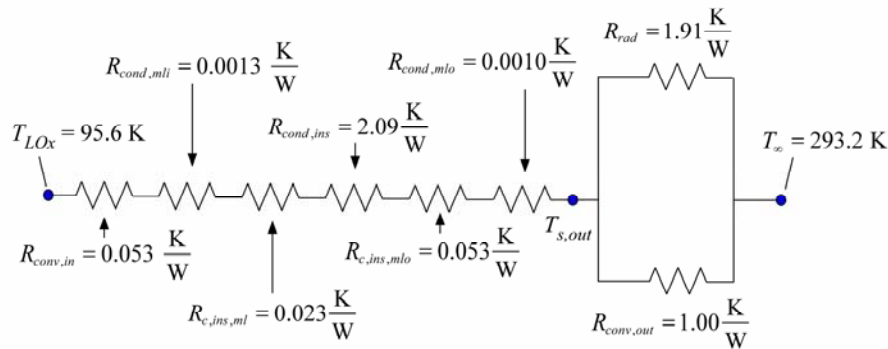 R_rad = 1.91 K/W
R_cond,mli = 0.0013 K/W
R_cond,mlo = 0.0010 K/W
T_LOx = 95.6 K
R_cond,ins = 2.09 K/W
T_∞ = 293.2 K
T_s,out
R_conv,in = 0.053 K/W
R_c,ins,mlo = 0.053 K/W
R_c,ins,ml = 0.023 K/W
R_conv,out = 1.00 K/W